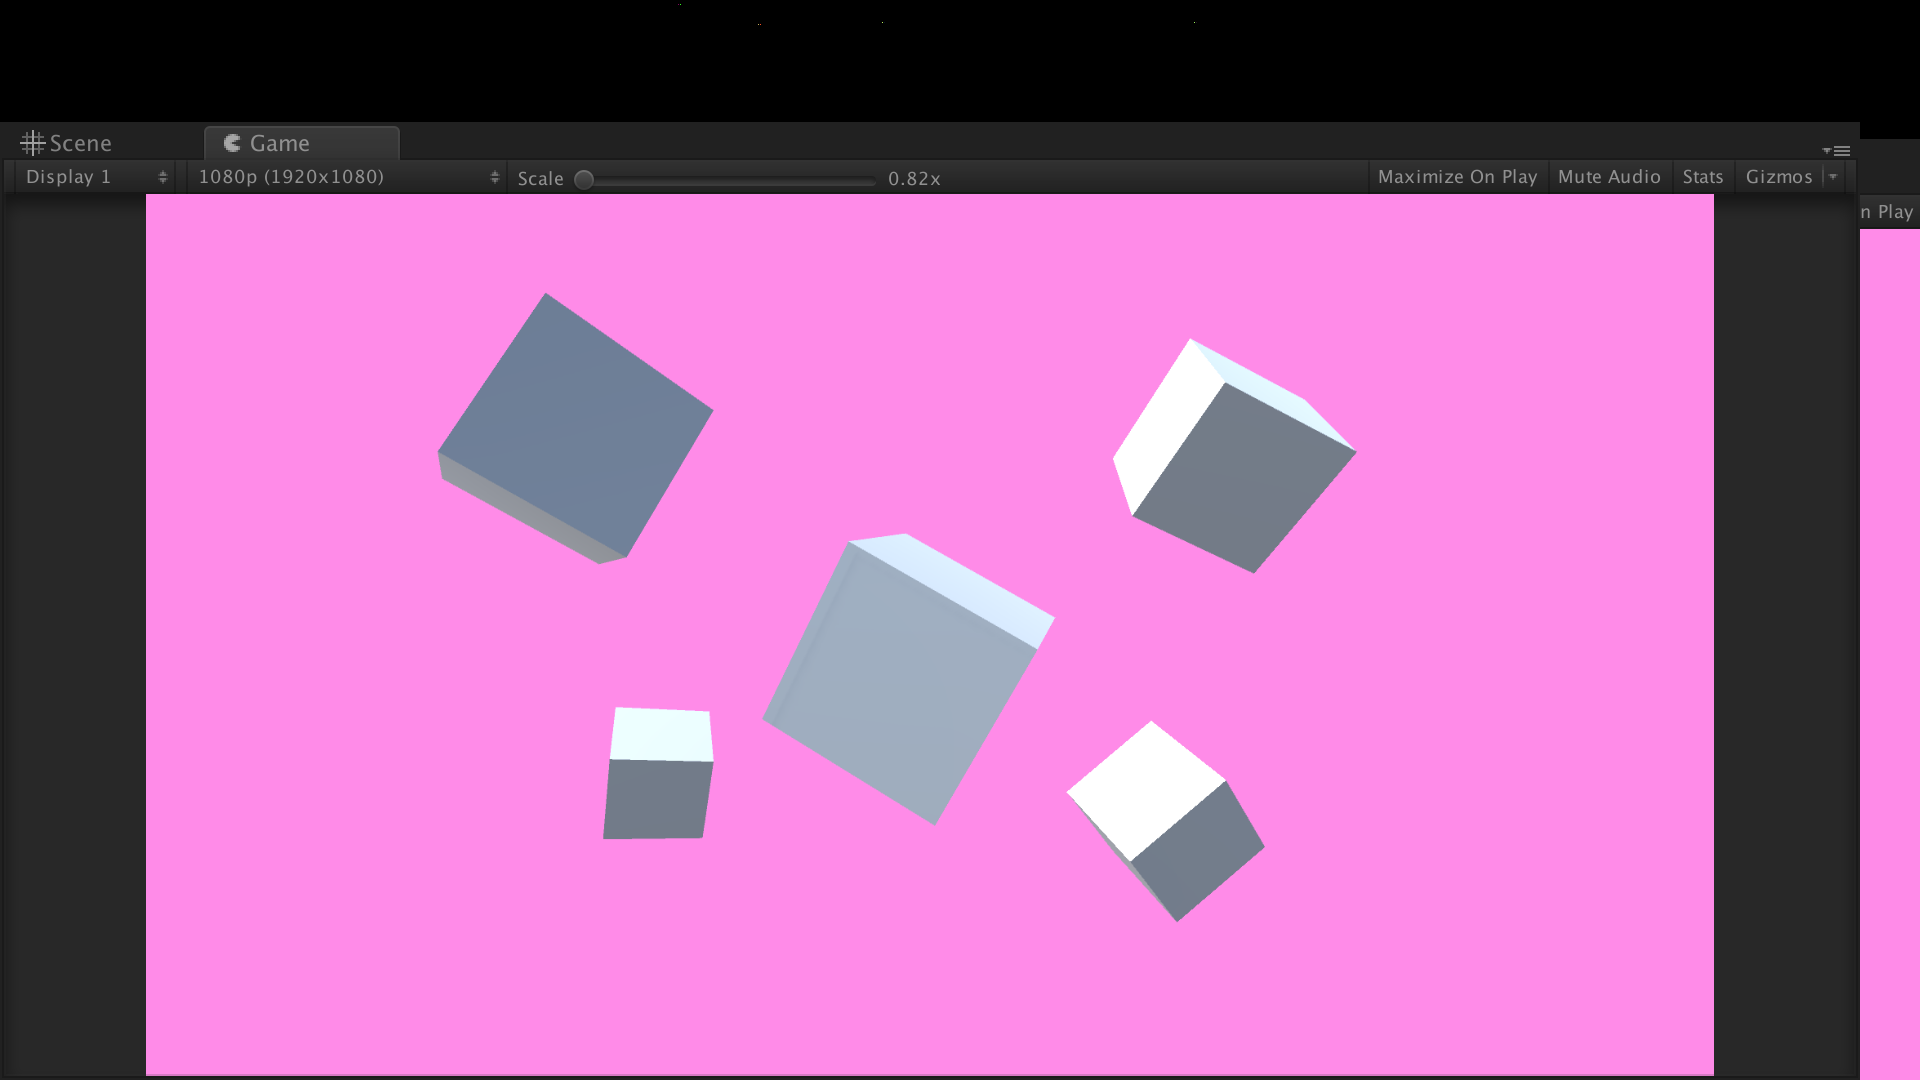 Scene
Game
Display 1
1080p (1920x1080)
Scale
0.82x
Maximize On Play
Mute Audio
Stats
Gizmos
n Play